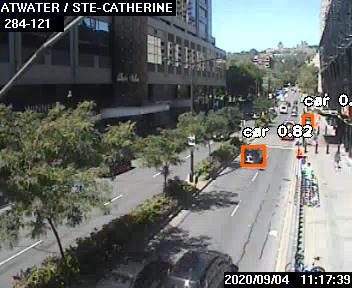 ATWATER / STE-CATHERINE
284-121
car 0.
car 0.82
2020/09/04 11:17:39